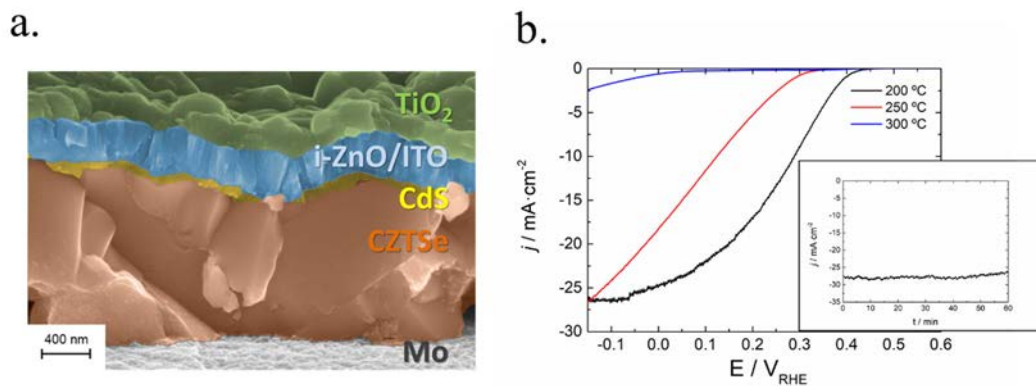 a.
TiO₂
i-ZnO/ITO
CdS
CZTSe
400 nm
Mo
b.
j / mA·cm⁻²
0
-5
-10
-15
-20
-25
-30
-0.1 0.0 0.1 0.2 0.3 0.4 0.5 0.6
E / V_RHE
200 ºC
250 ºC
300 ºC
j / mA cm⁻²
0
-5
-10
-15
-20
-25
-30
-35
0 10 20 30 40 50 60
t / min